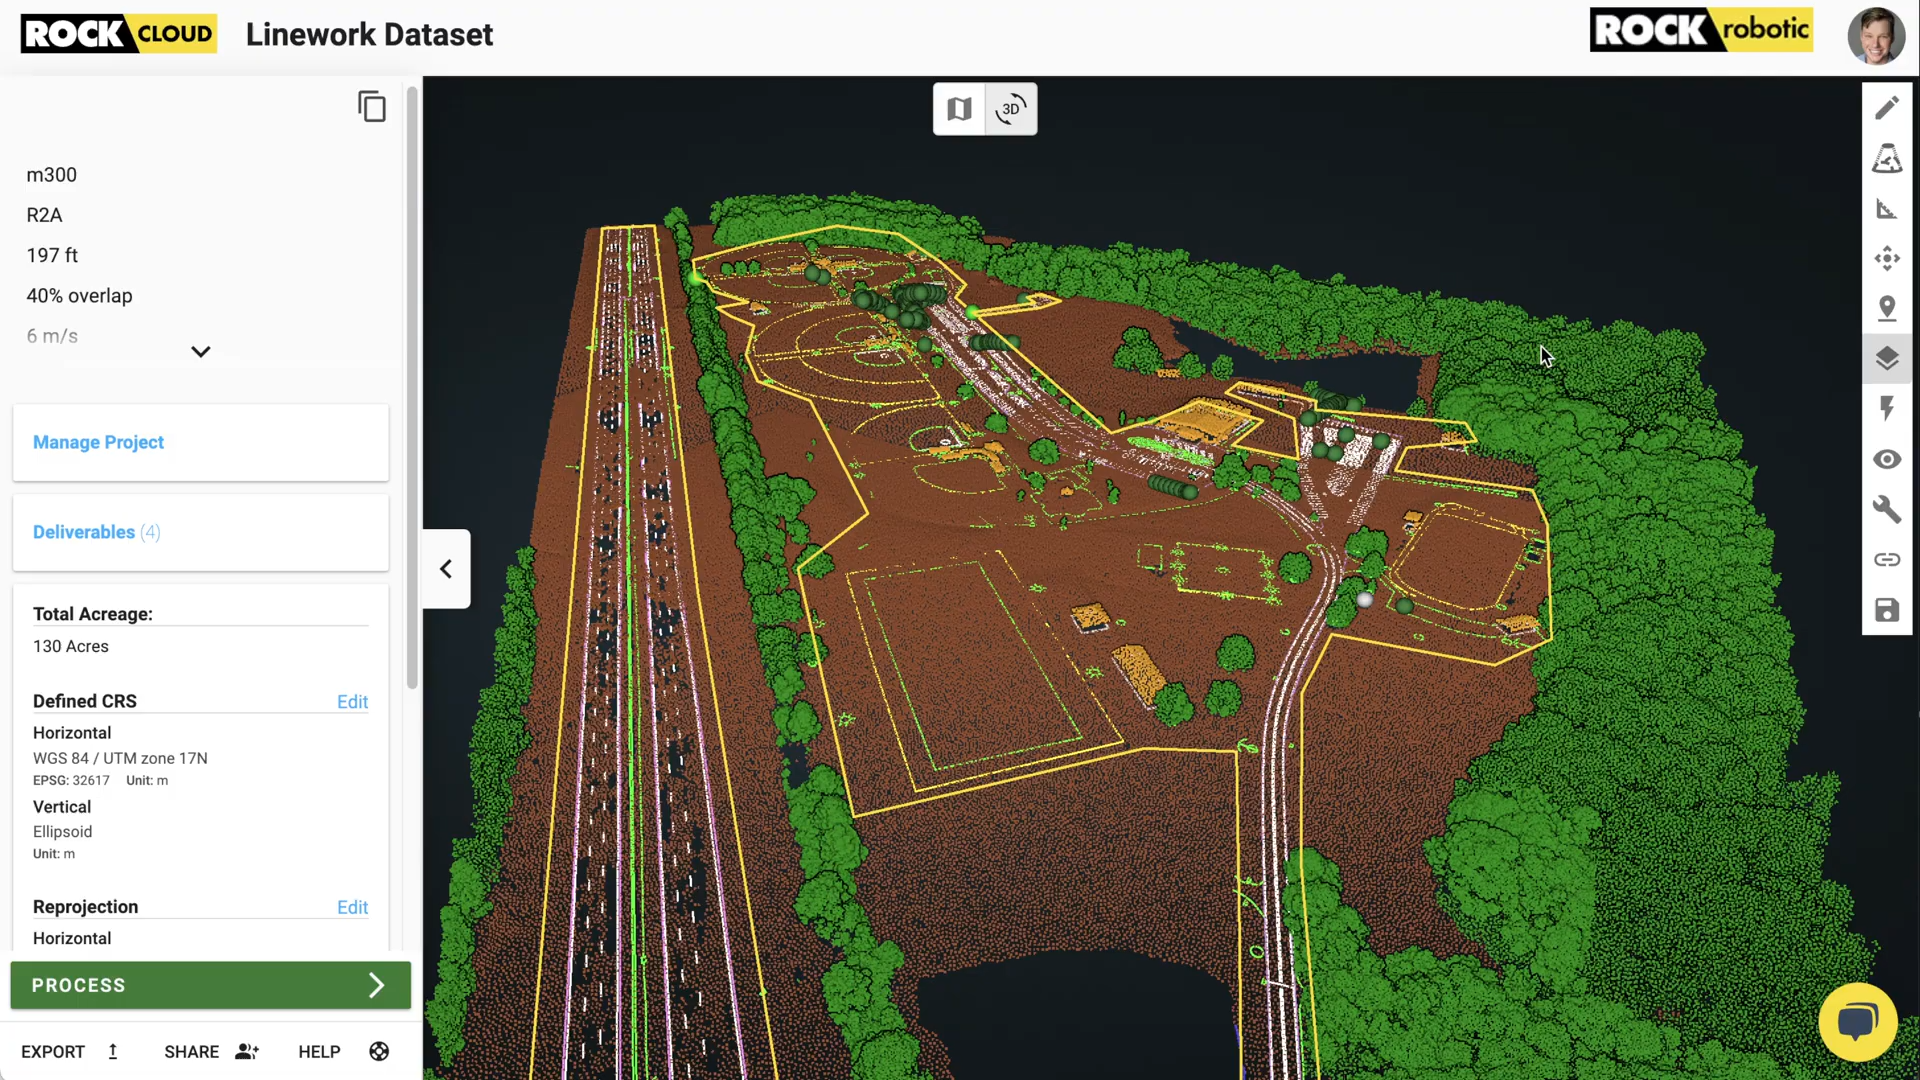 ROCK CLOUD
Linework Dataset
ROCK robotic
3D
m300
R2A
197 ft
40% overlap
6 m/s
Manage Project
Deliverables (4)
Total Acreage:
130 Acres
Defined CRS
Edit
Horizontal
WGS 84 / UTM zone 17N
EPSG: 32617 Unit: m
Vertical
Ellipsoid
Unit: m
Reprojection
Edit
Horizontal
PROCESS
EXPORT
SHARE
HELP